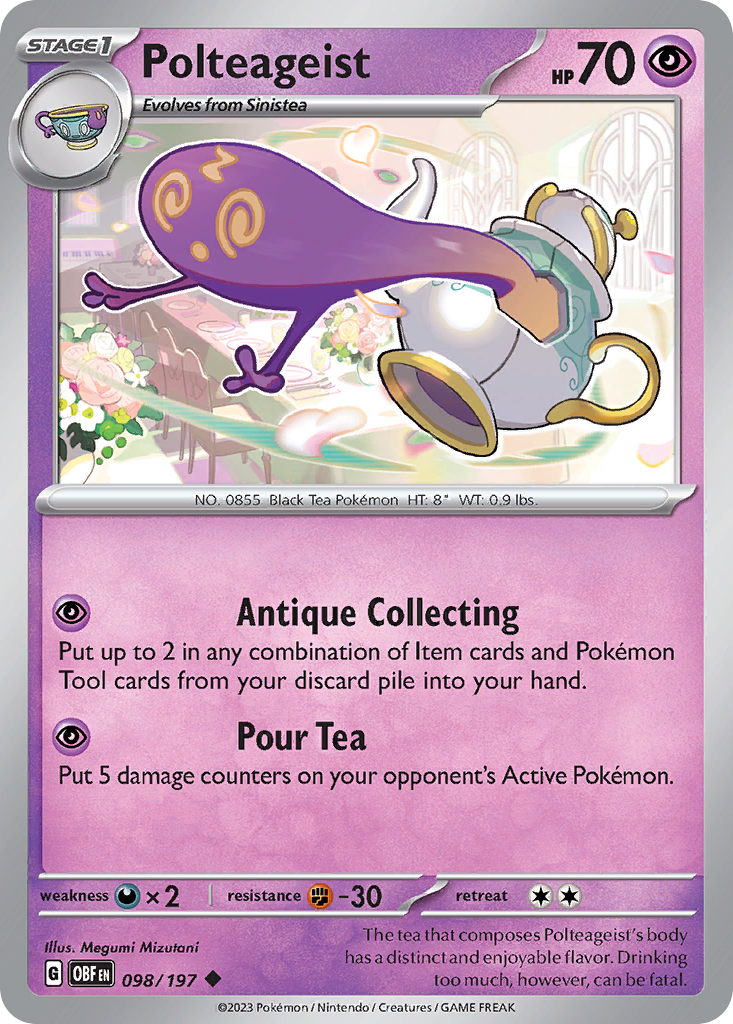 STAGE 1
Polteageist
HP 70
Evolves from Sinistea
NO. 0855 Black Tea Pokémon HT: 8" WT: 0.9 lbs.
Antique Collecting
Put up to 2 in any combination of Item cards and Pokémon
Tool cards from your discard pile into your hand.
Pour Tea
Put 5 damage counters on your opponent's Active Pokémon.
weakness ×2 resistance -30 retreat
Illus. Megumi Mizutani
G OBF EN 098/197
The tea that composes Polteageist's body
has a distinct and enjoyable flavor. Drinking
too much, however, can be fatal.
©2023 Pokémon / Nintendo / Creatures / GAME FREAK